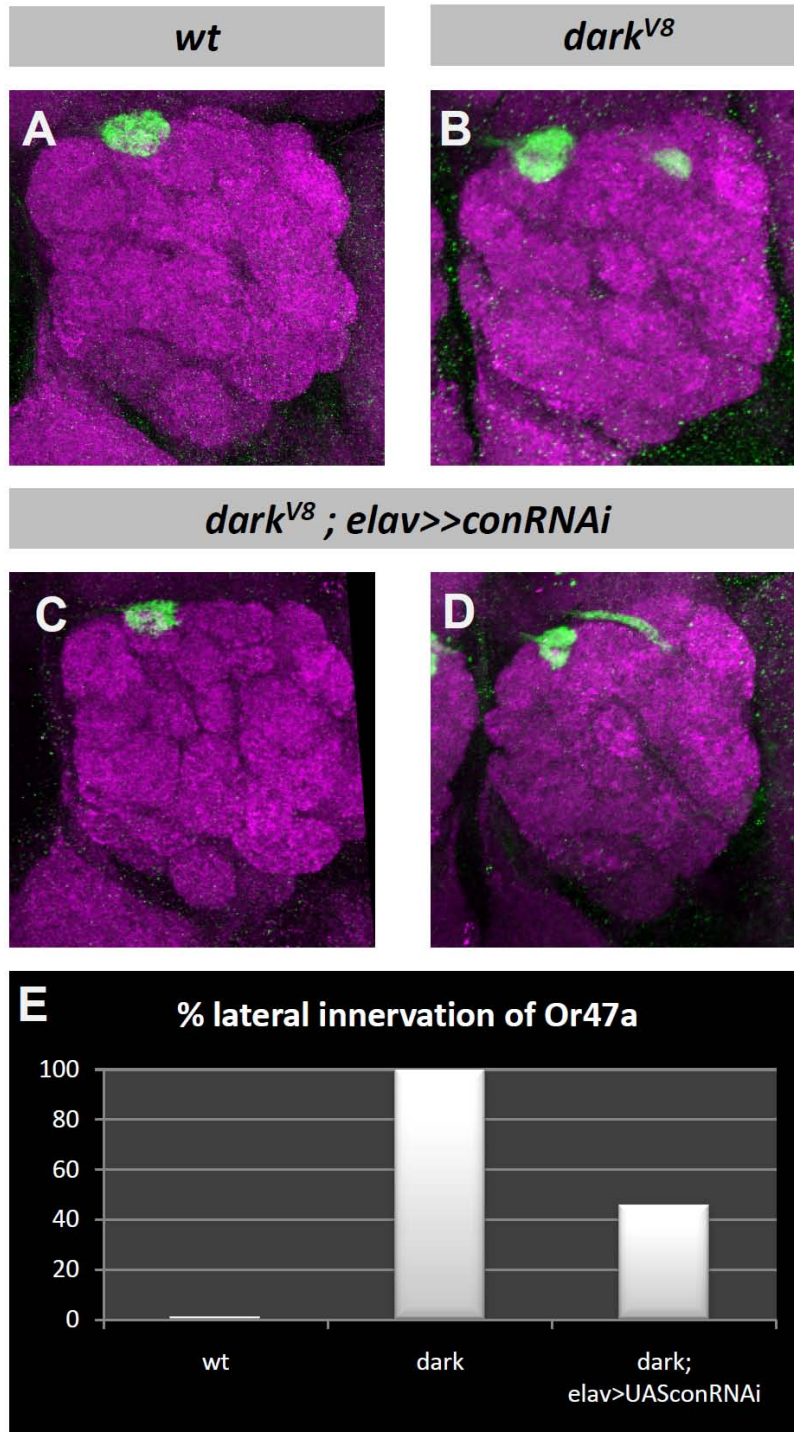 wt
dark^V8
A
B
dark^V8 ; elav>>conRNAi
C
D
E
% lateral innervation of Or47a
100
80
60
40
20
0
wt
dark
dark;
elav>UASconRNAi